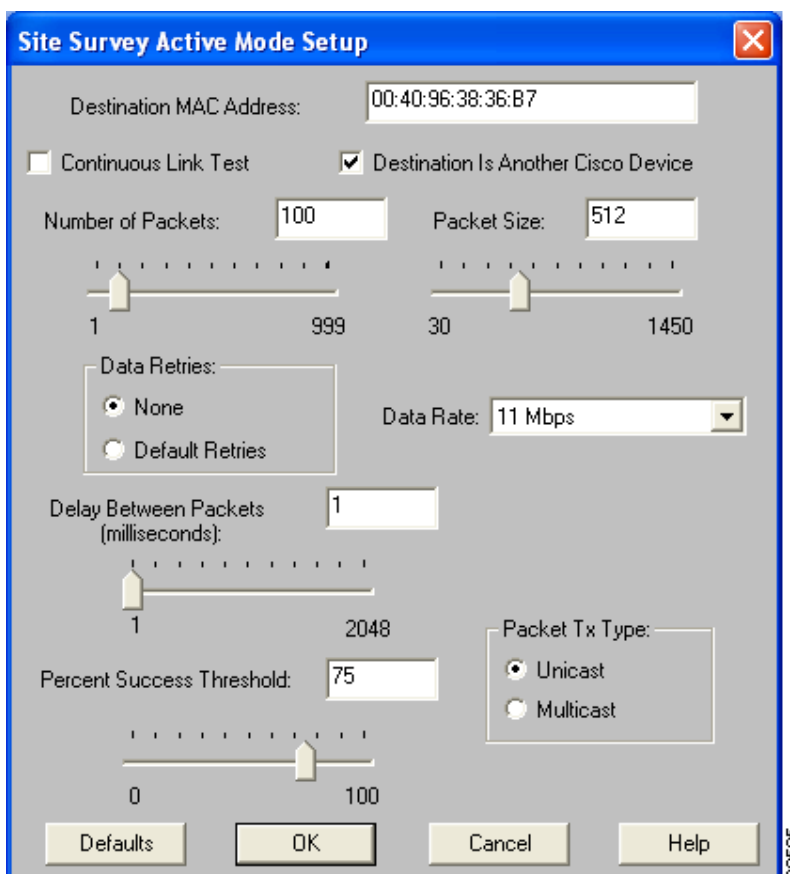 Site Survey Active Mode Setup
Destination MAC Address: 00:40:96:38:36:B7
Continuous Link Test Destination Is Another Cisco Device
Number of Packets: 100 Packet Size: 512
1 999 30 1450
Data Retries:
None
Data Rate: 11 Mbps
Default Retries
Delay Between Packets 1
(milliseconds):
1 2048
Packet Tx Type:
Unicast
Percent Success Threshold: 75
Multicast
0 100
Defaults OK Cancel Help